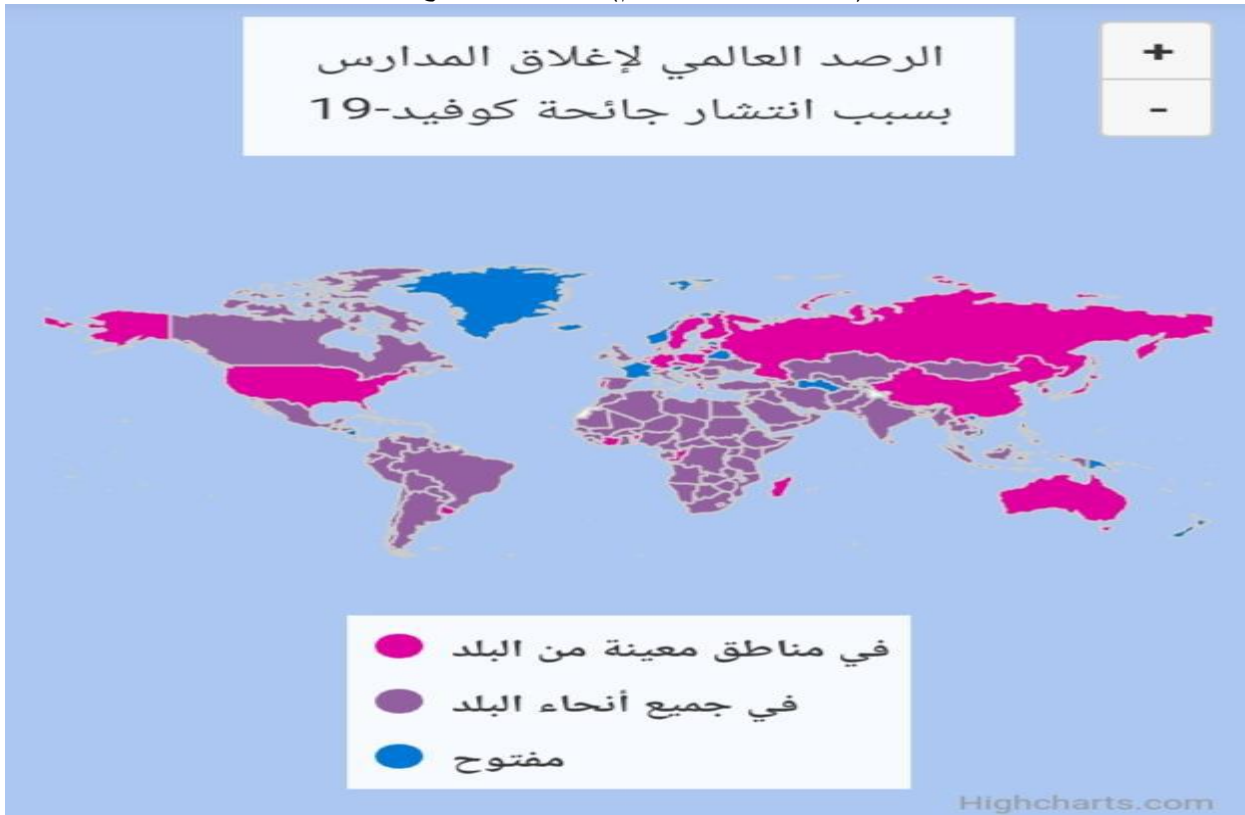 الرصد العالمي لإغلاق المدارس
بسبب انتشار جائحة كوفيد-19
+
-
في مناطق معينة من البلد
في جميع أنحاء البلد
مفتوح
Highcharts.com